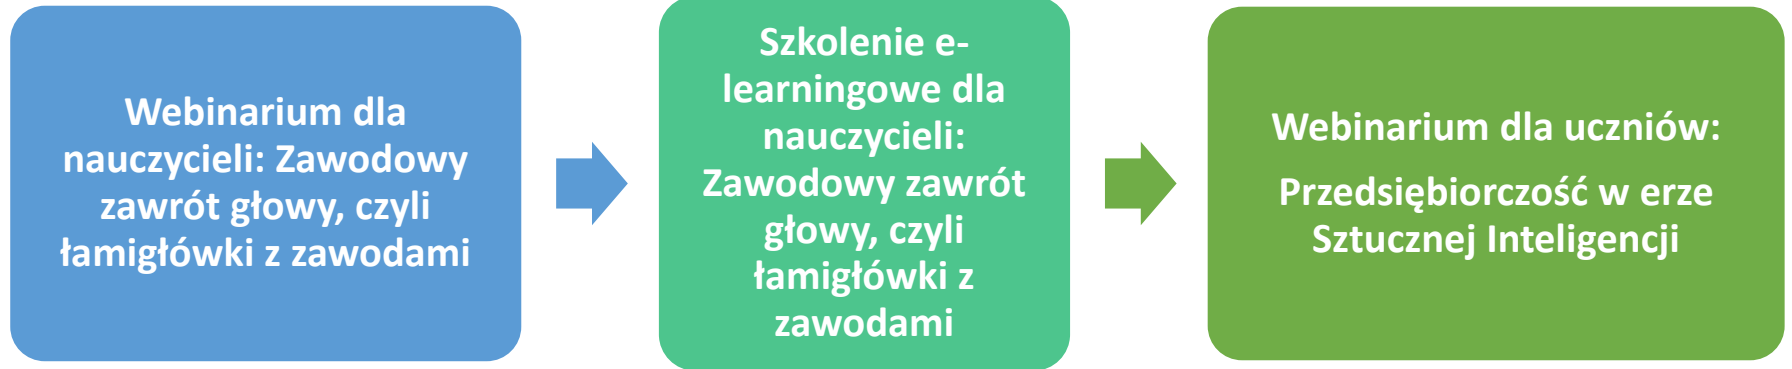 Webinarium dla
nauczycieli: Zawodowy
zawrót głowy, czyli
łamigłówki z zawodami
Szkolenie e-
learningowe dla
nauczycieli:
Zawodowy zawrót
głowy, czyli
łamigłówki z
zawodami
Webinarium dla uczniów:
Przedsiębiorczość w erze
Sztucznej Inteligencji